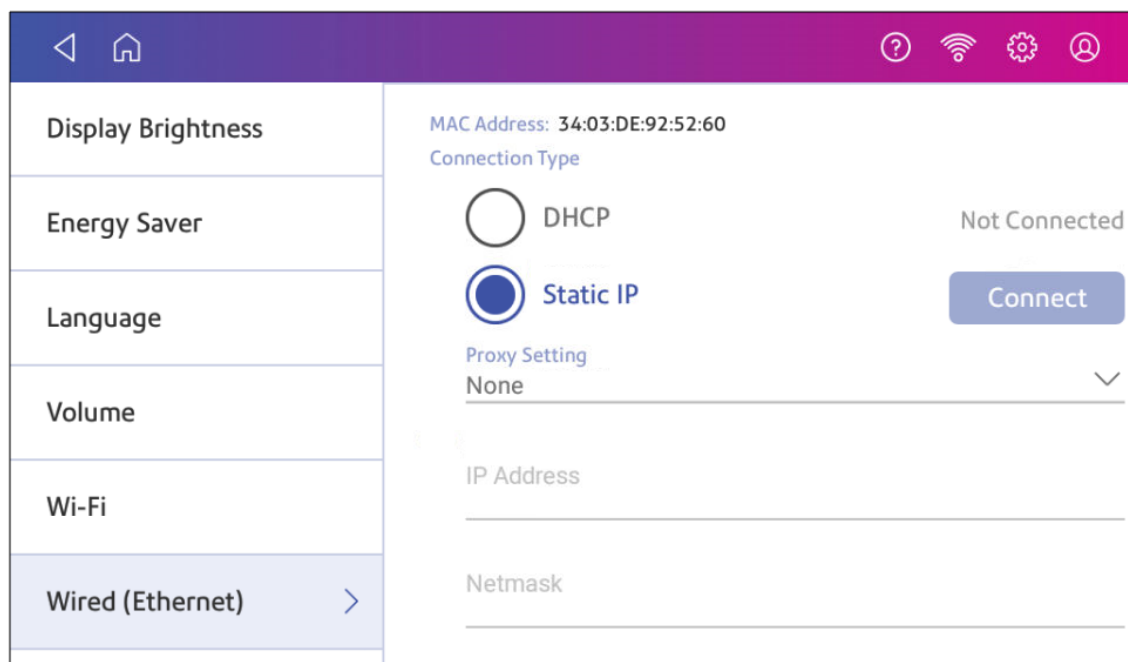 Display Brightness
Energy Saver
Language
Volume
Wi-Fi
Wired (Ethernet)
MAC Address: 34:03:DE:92:52:60
Connection Type
DHCP
Not Connected
Static IP
Connect
Proxy Setting
None
IP Address
Netmask